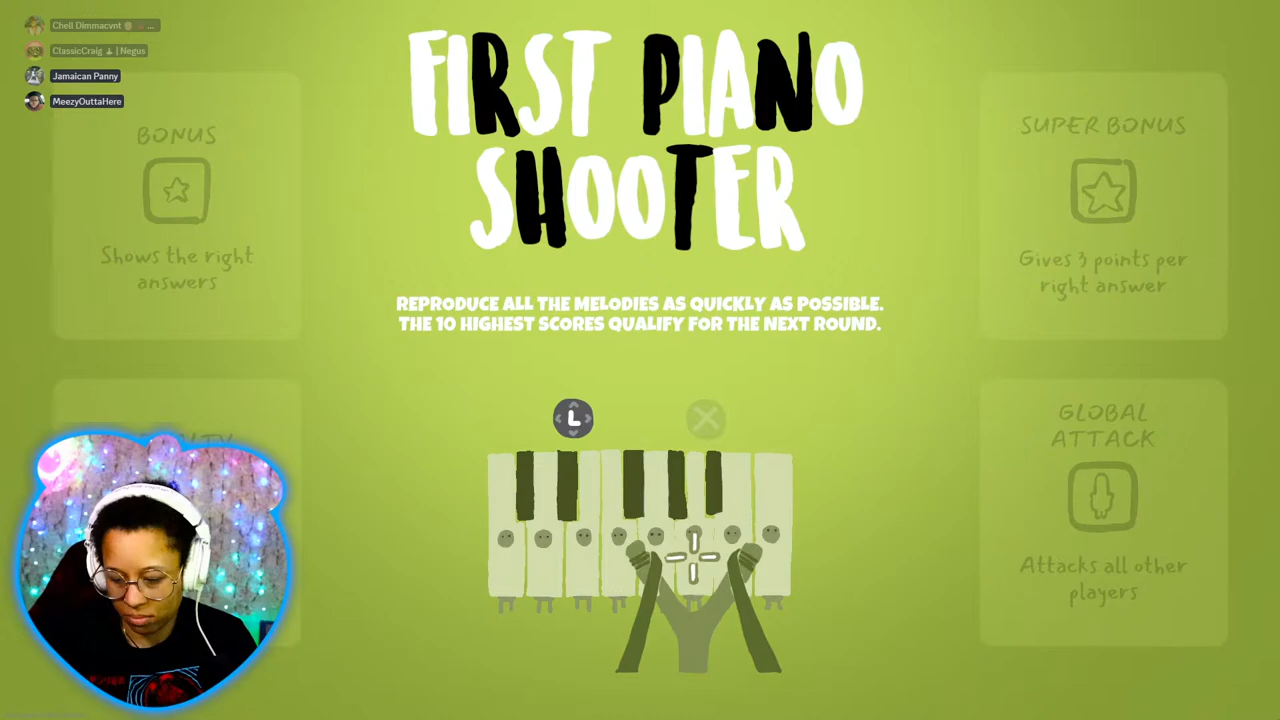 Chell Dimmacvnt
ClassicCraig | Negus
Jamaican Panny
MeezyOuttaHere
FIRST PIANO
SHOOTER
REPRODUCE ALL THE MELODIES AS QUICKLY AS POSSIBLE.
THE 10 HIGHEST SCORES QUALIFY FOR THE NEXT ROUND.
BONUS
Shows the right
answers
SUPER BONUS
Gives 3 points per
right answer
L
GLOBAL
ATTACK
Attacks all other
players